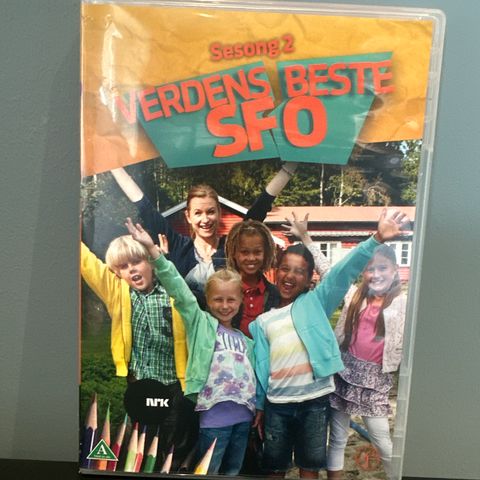 Sesong 2
VERDENS BESTE
SFO
NRK
A